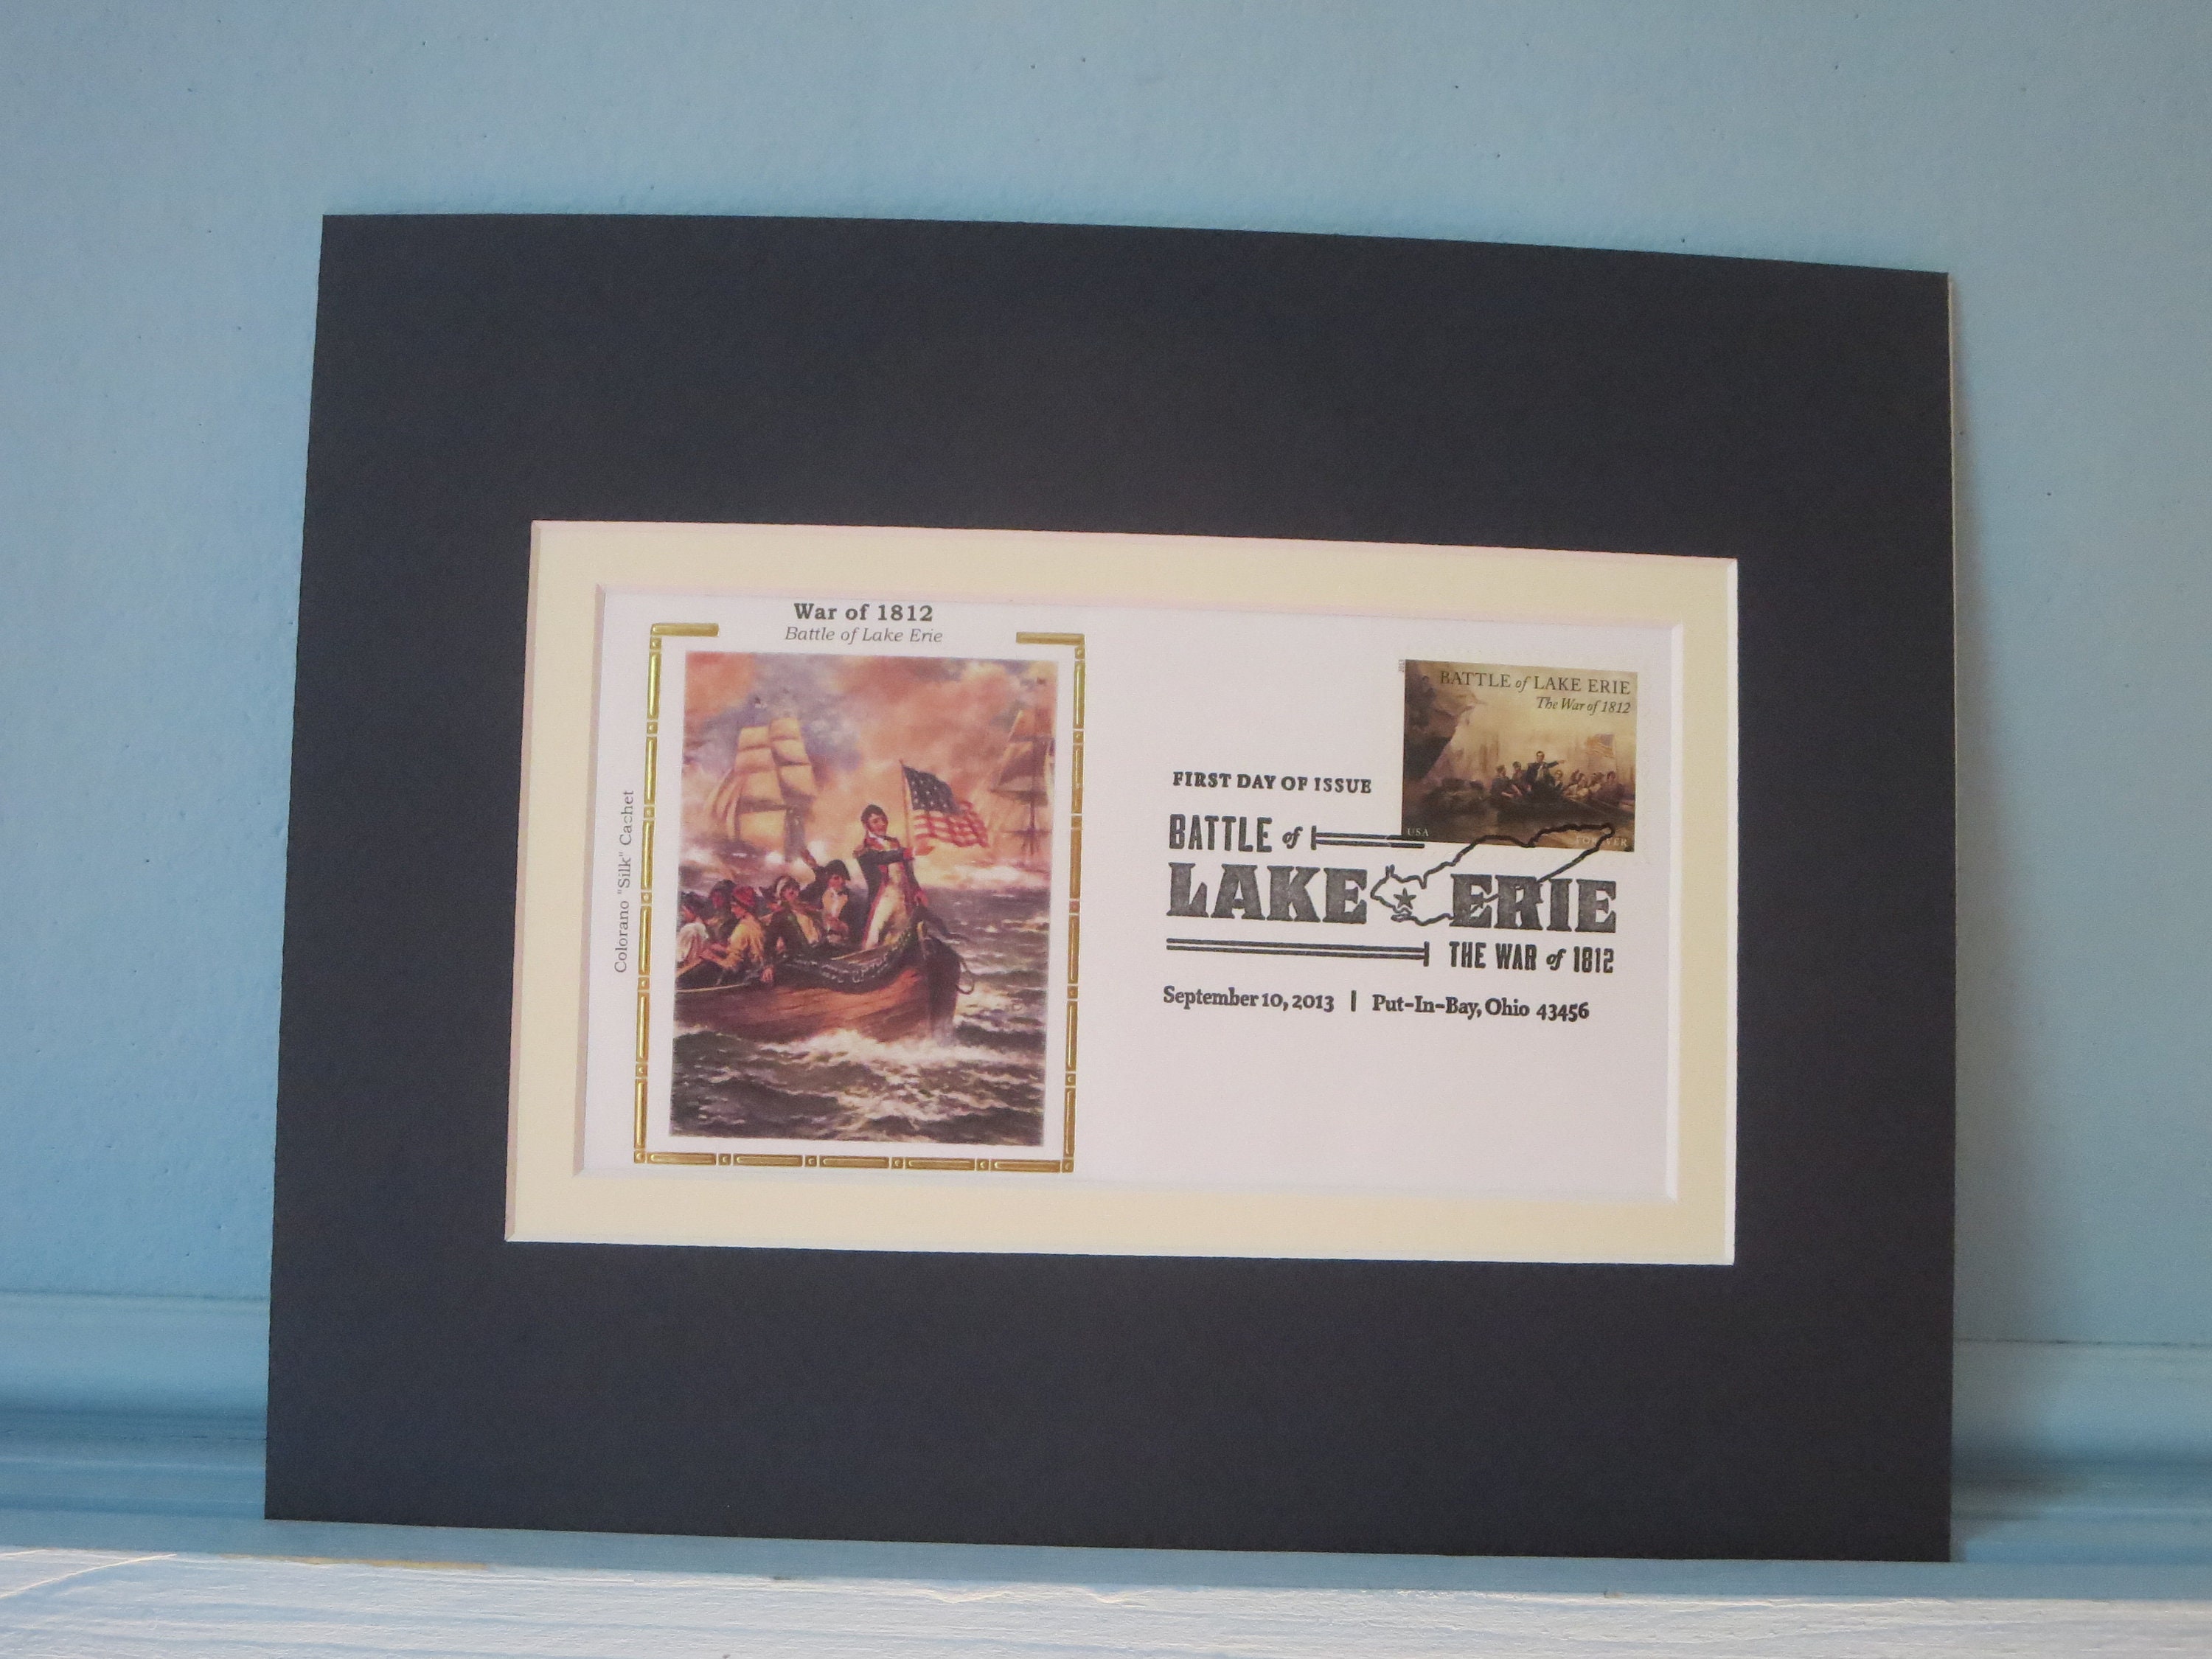 War of 1812
Battle of Lake Erie
Colorano "Silk" Cachet
2013
BATTLE of LAKE ERIE
The War of 1812
USA
FOREVER
FIRST DAY OF ISSUE
BATTLE of
LAKE ERIE
THE WAR of 1812
September 10, 2013 | Put-In-Bay, Ohio 43456